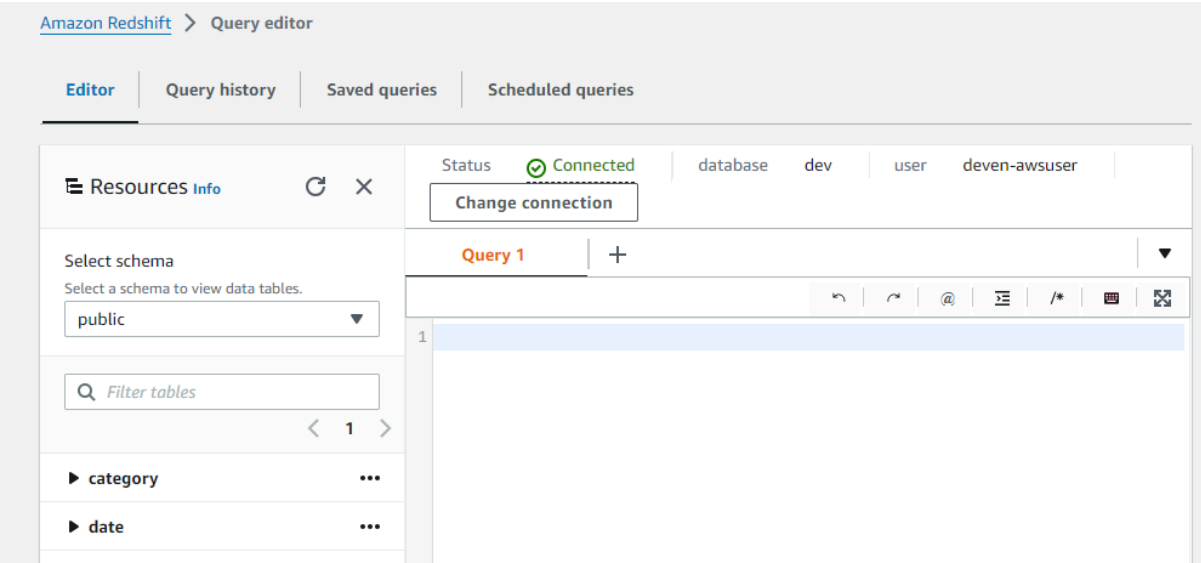 Amazon Redshift > Query editor
Editor Query history Saved queries Scheduled queries
Resources Info
Status Connected database dev user deven-awsuser
Change connection
Select schema
Select a schema to view data tables.
public
Filter tables
< 1 >
category •••
date •••
Query 1 +
@ /*
1